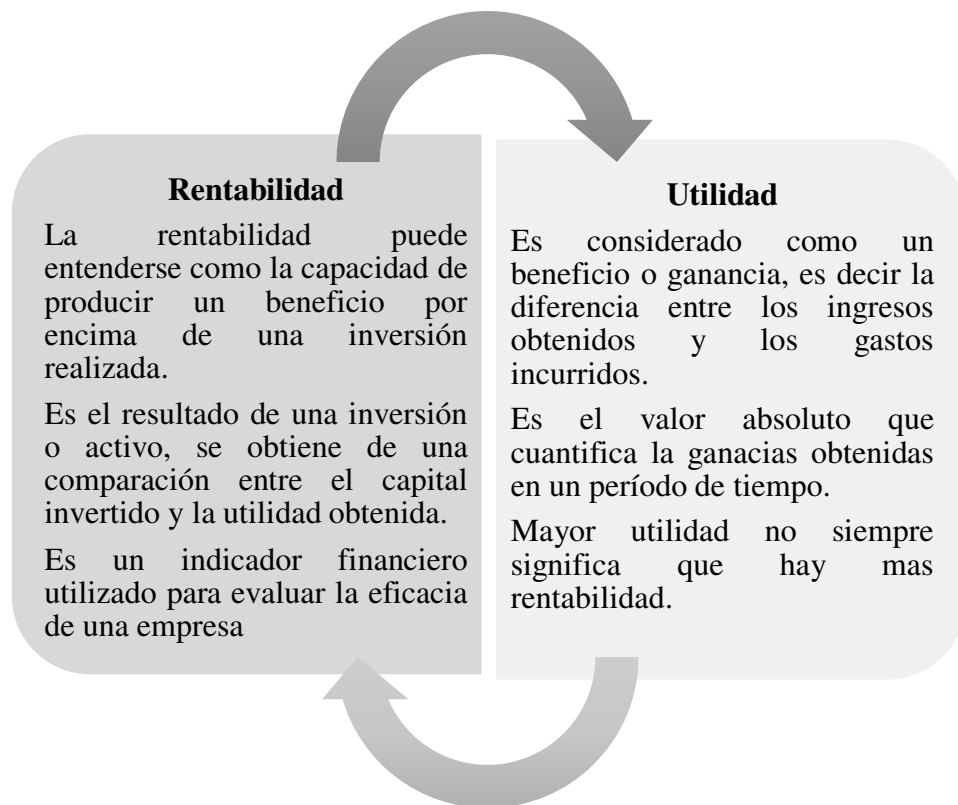 Rentabilidad
La rentabilidad puede
entenderse como la capacidad de
producir un beneficio por
encima de una inversión
realizada.
Es el resultado de una inversión
o activo, se obtiene de una
comparación entre el capital
invertido y la utilidad obtenida.
Es un indicador financiero
utilizado para evaluar la eficacia
de una empresa
Utilidad
Es considerado como un
beneficio o ganancia, es decir la
diferencia entre los ingresos
obtenidos y los gastos
incurridos.
Es el valor absoluto que
cuantifica la ganacias obtenidas
en un período de tiempo.
Mayor utilidad no siempre
significa que hay mas
rentabilidad.